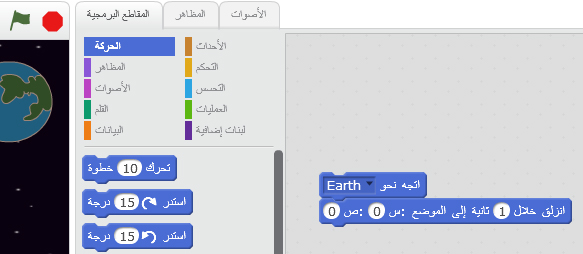 المقاطع البرمجية
المظاهر
الأصوات
الحركة
الأحداث
المظاهر
التحكم
الأصوات
التحسس
القلم
العمليات
البيانات
لبنات إضافية
تحرك 10 خطوة
استدر 15 درجة
استدر 15 درجة
اتجه نحو Earth
انزلق خلال 1 ثانية إلى الموضع س: 0 ص: 0